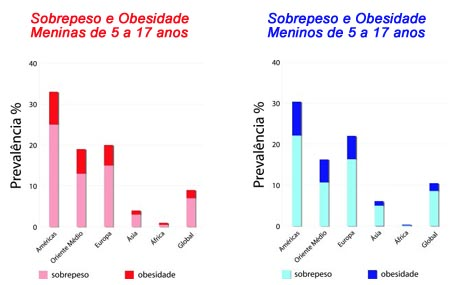 Sobrepeso e Obesidade
Meninas de 5 a 17 anos
Prevalência %
40
30
20
10
0
Américas
Oriente Médio
Europa
Ásia
África
Global
sobrepeso
obesidade
Sobrepeso e Obesidade
Meninos de 5 a 17 anos
Prevalência %
40
30
20
10
0
Américas
Oriente Médio
Europa
Ásia
África
Global
sobrepeso
obesidade